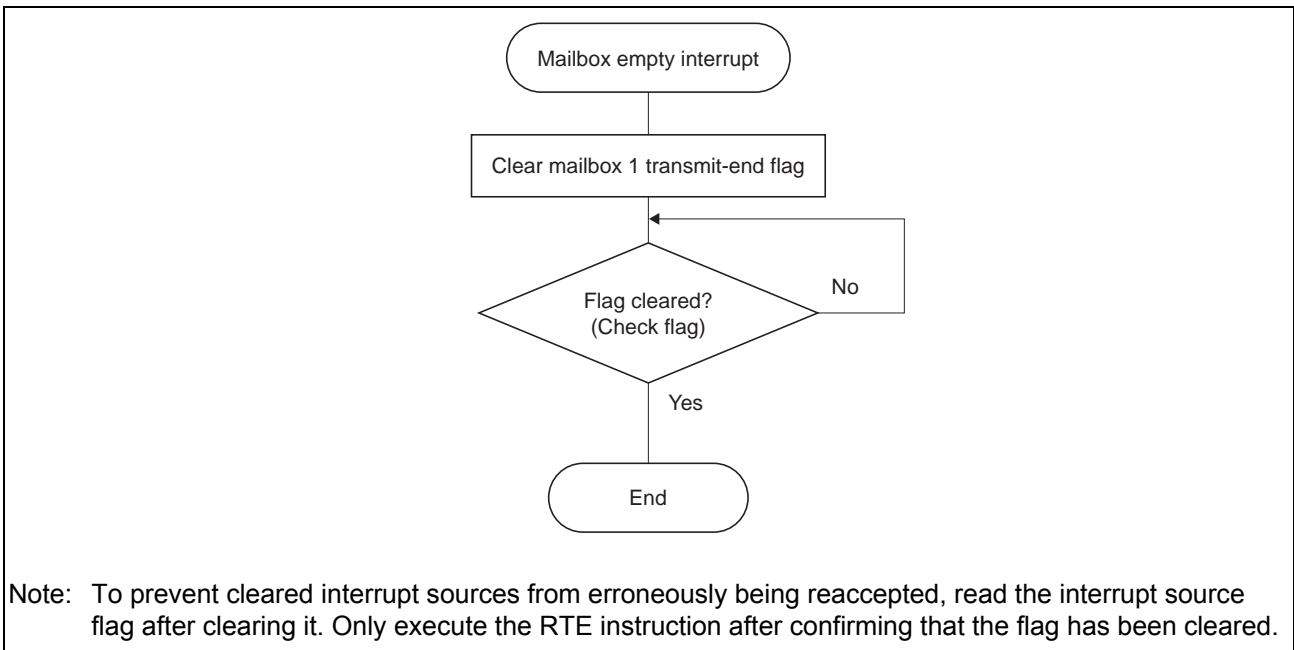 Mailbox empty interrupt
Clear mailbox 1 transmit-end flag
No
Flag cleared?
(Check flag)
Yes
End
Note: To prevent cleared interrupt sources from erroneously being reaccepted, read the interrupt source
flag after clearing it. Only execute the RTE instruction after confirming that the flag has been cleared.